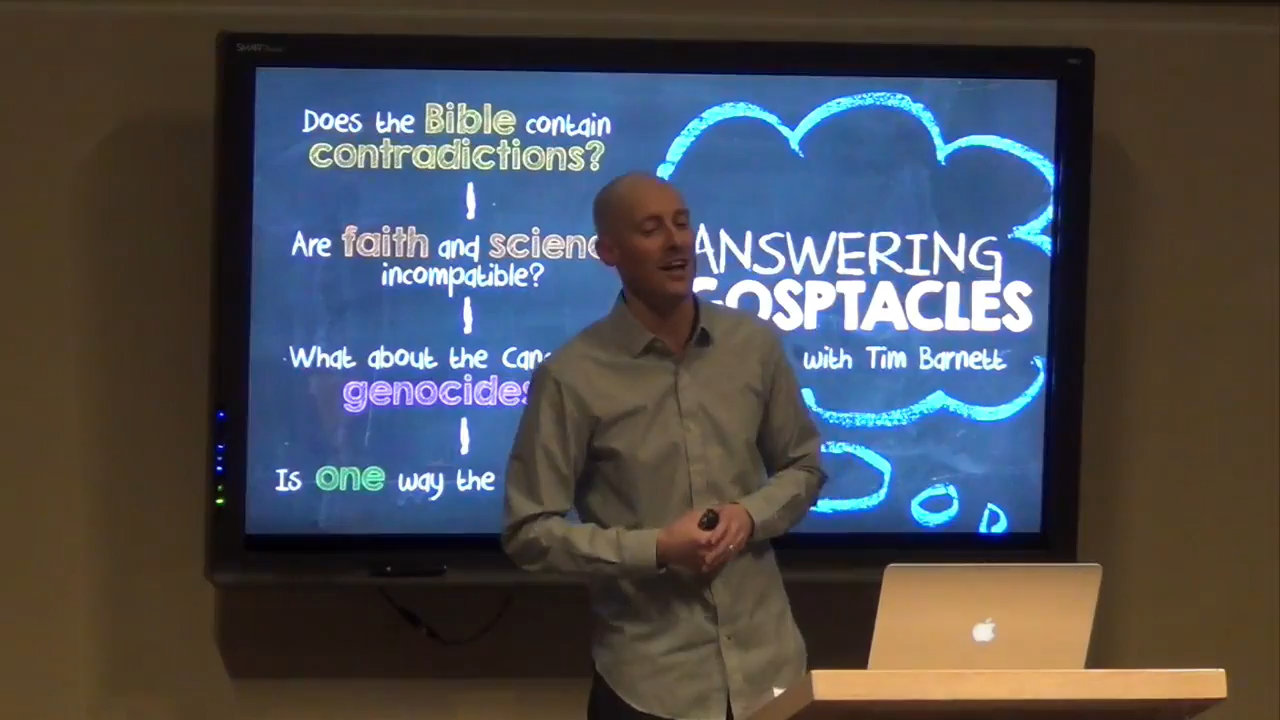 SMART
Does the Bible contain
contradictions?
Are faith and scienc
incompatible?
What about the Can
genocides
Is one way the
ANSWERING
GOSPTACLES
with Tim Barnett